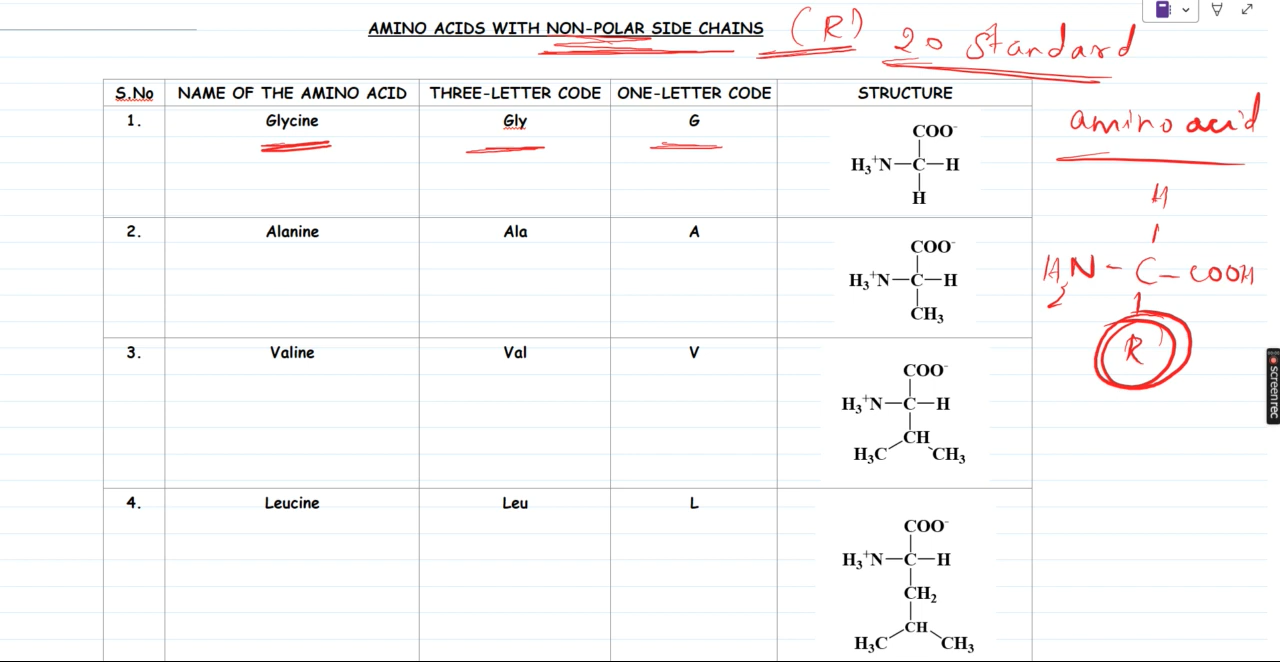 AMINO ACIDS WITH NON-POLAR SIDE CHAINS (R)
20 Standard
amino acid
S.No NAME OF THE AMINO ACID THREE-LETTER CODE ONE-LETTER CODE STRUCTURE
1. Glycine Gly G
COO⁻
H₃⁺N—C—H
H
2. Alanine Ala A
COO⁻
H₃⁺N—C—H
CH₃
H
H₂N – C – COOH
R
3. Valine Val V
COO⁻
H₃⁺N—C—H
CH
H₃C CH₃
4. Leucine Leu L
COO⁻
H₃⁺N—C—H
CH₂
CH
H₃C CH₃
screenrec